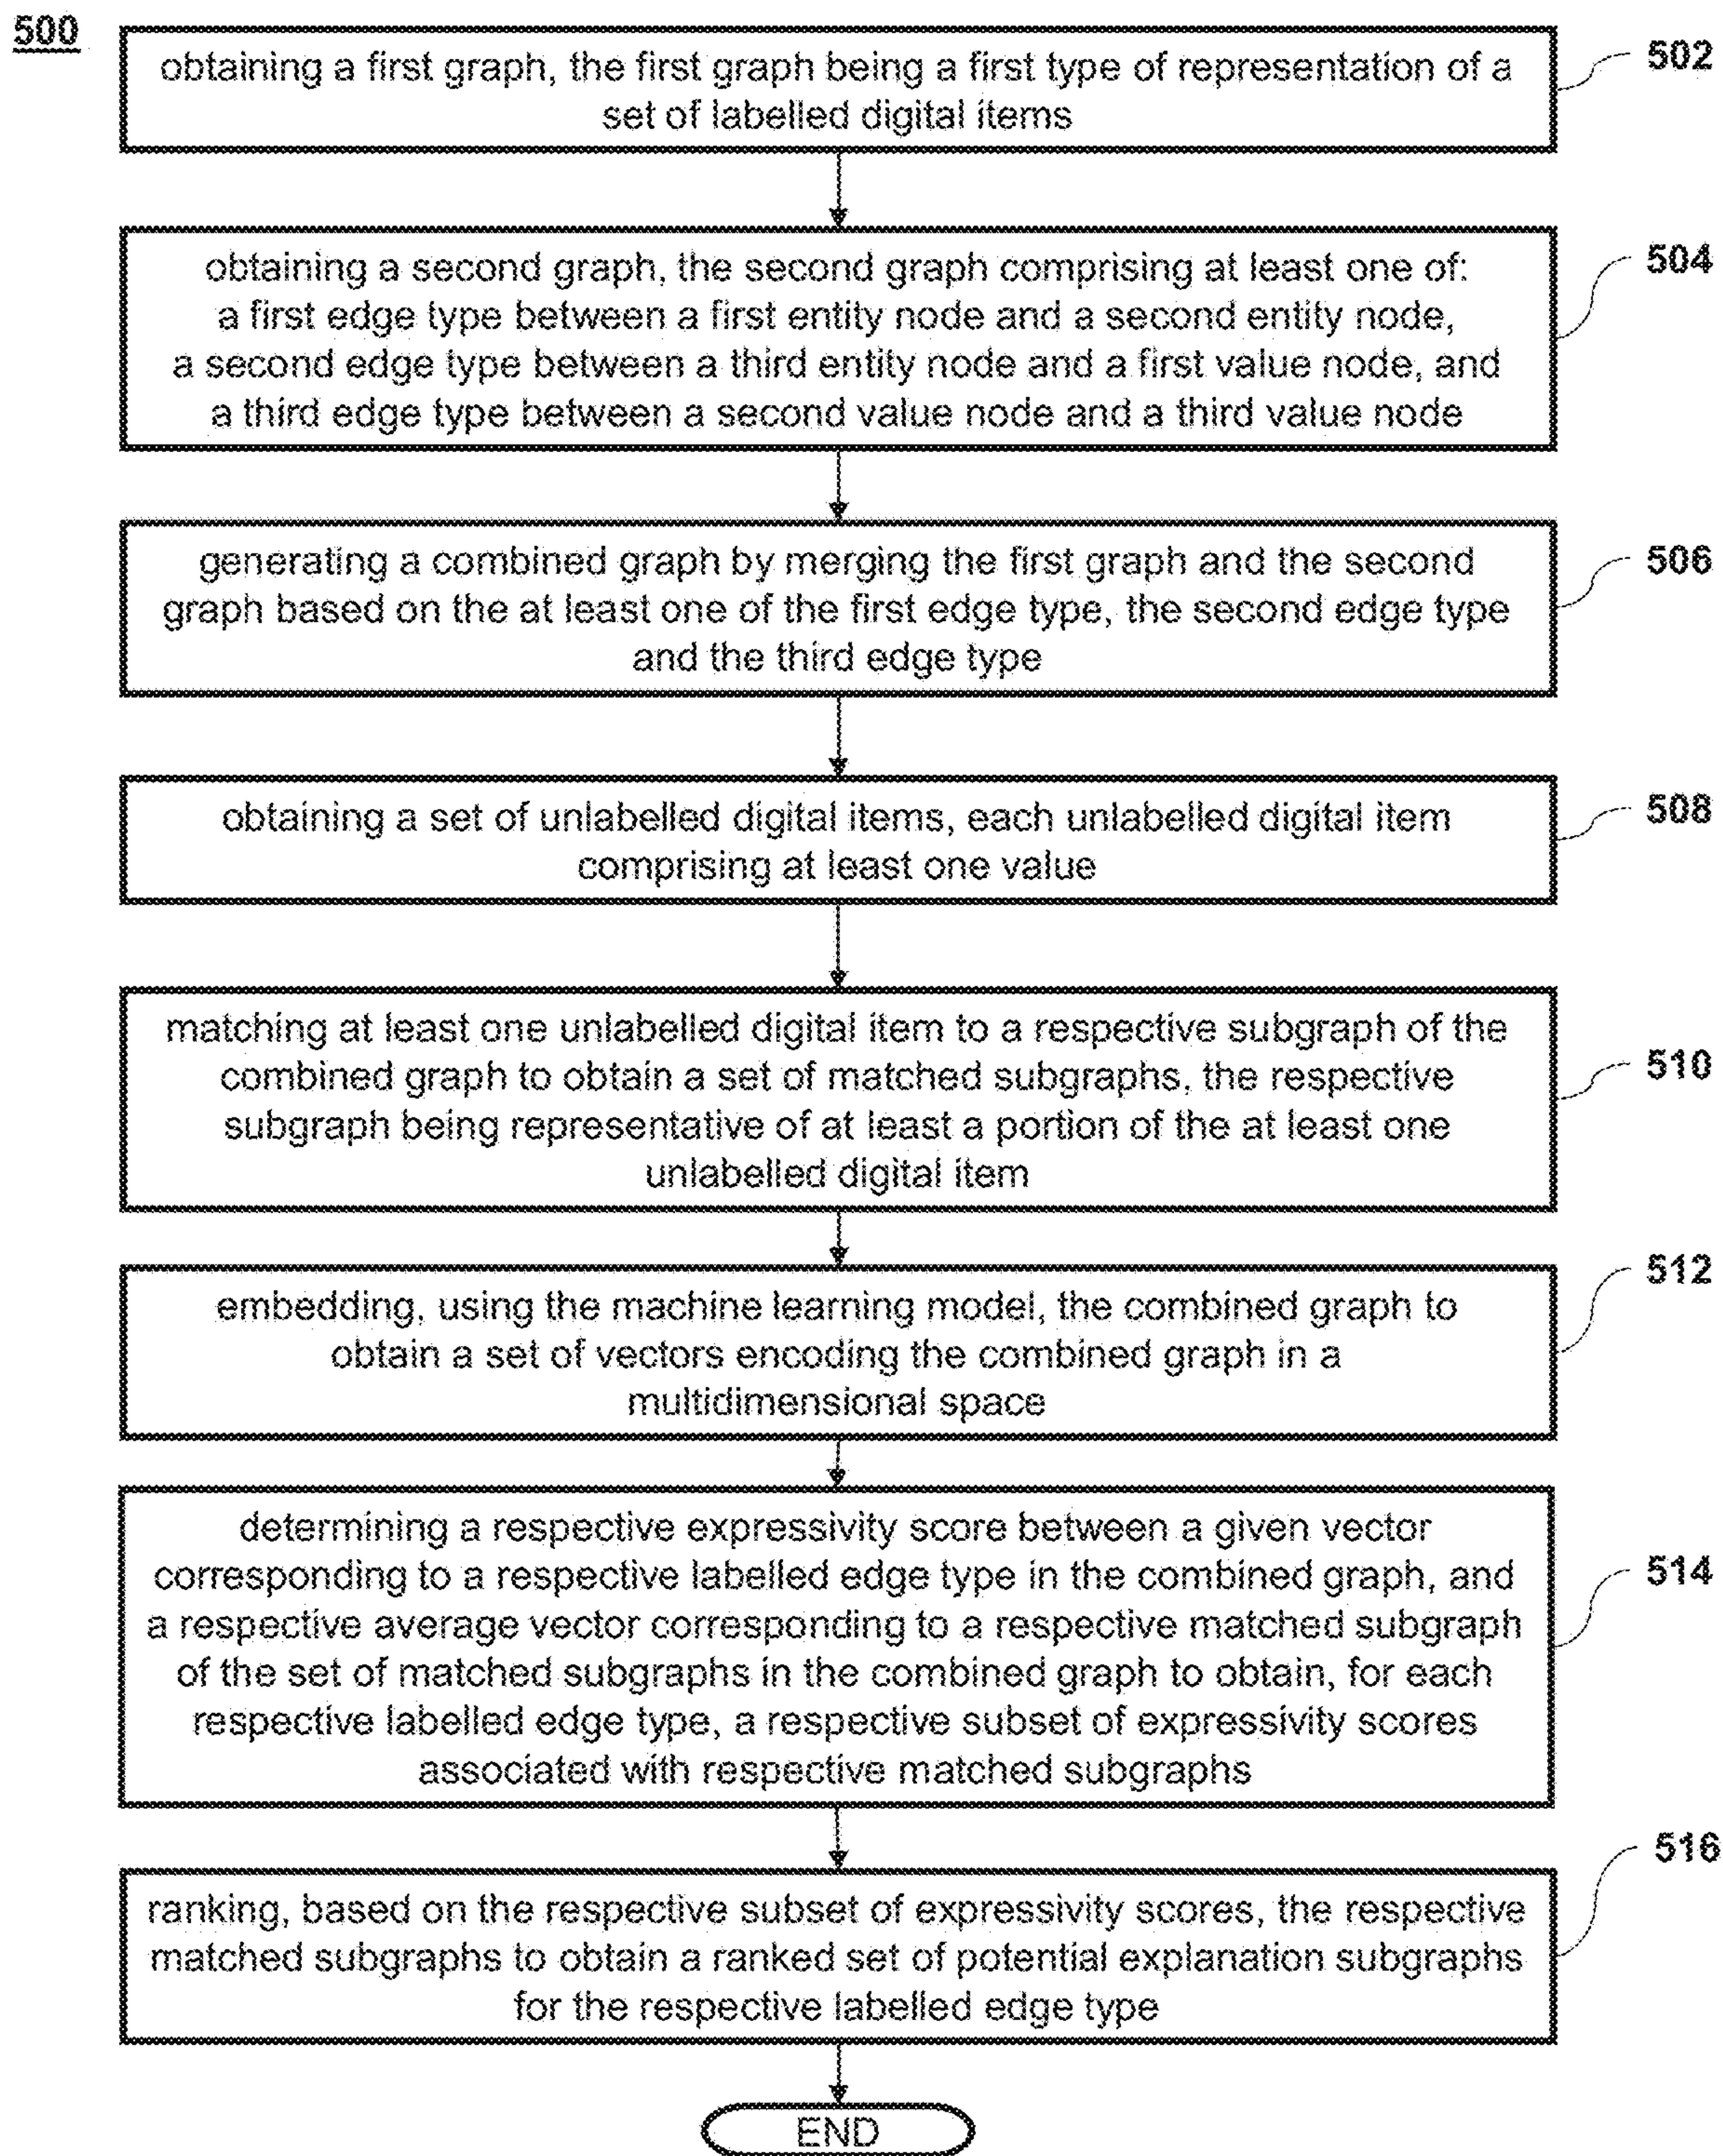 500
obtaining a first graph, the first graph being a first type of representation of a
set of labelled digital items
502
obtaining a second graph, the second graph comprising at least one of:
a first edge type between a first entity node and a second entity node,
a second edge type between a third entity node and a first value node, and
a third edge type between a second value node and a third value node
504
generating a combined graph by merging the first graph and the second
graph based on the at least one of the first edge type, the second edge type
and the third edge type
506
obtaining a set of unlabelled digital items, each unlabelled digital item
comprising at least one value
508
matching at least one unlabelled digital item to a respective subgraph of the
combined graph to obtain a set of matched subgraphs, the respective
subgraph being representative of at least a portion of the at least one
unlabelled digital item
510
embedding, using the machine learning model, the combined graph to
obtain a set of vectors encoding the combined graph in a
multidimensional space
512
determining a respective expressivity score between a given vector
corresponding to a respective labelled edge type in the combined graph, and
a respective average vector corresponding to a respective matched subgraph
of the set of matched subgraphs in the combined graph to obtain, for each
respective labelled edge type, a respective subset of expressivity scores
associated with respective matched subgraphs
514
ranking, based on the respective subset of expressivity scores, the respective
matched subgraphs to obtain a ranked set of potential explanation subgraphs
for the respective labelled edge type
516
END